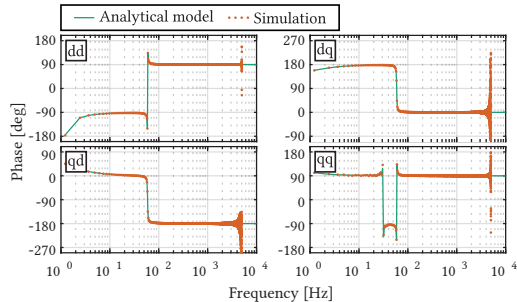 Analytical model Simulation
Phase [deg]
dd
180
90
0
-90
-180
dq
270
180
90
0
-90
qd
90
0
-90
-180
-270
qq
180
90
0
-90
-180
10^0 10^1 10^2 10^3 10^4
10^0 10^1 10^2 10^3 10^4
Frequency [Hz]